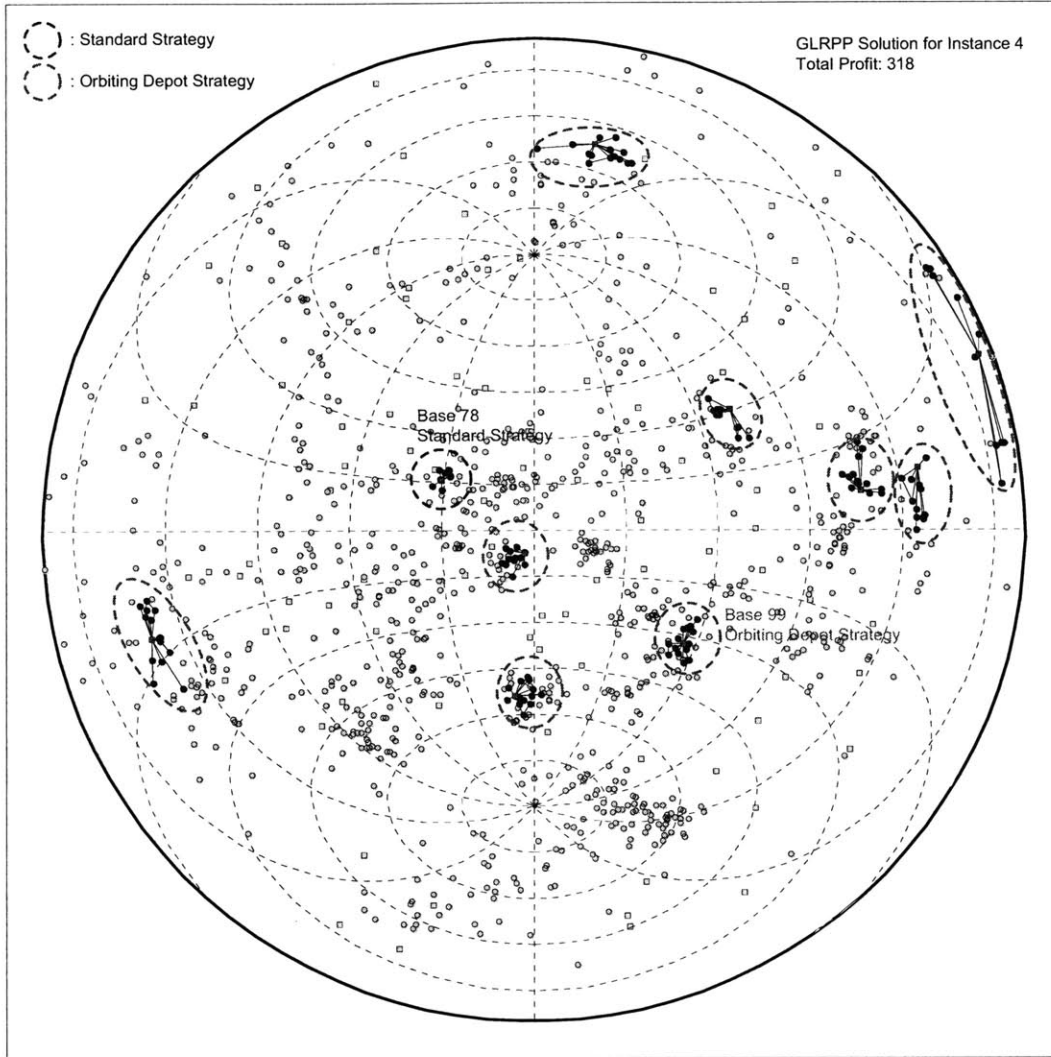 : Standard Strategy
: Orbiting Depot Strategy
GLRPP Solution for Instance 4
Total Profit: 318
Base 78
Standard Strategy
Base 99
Orbiting Depot Strategy